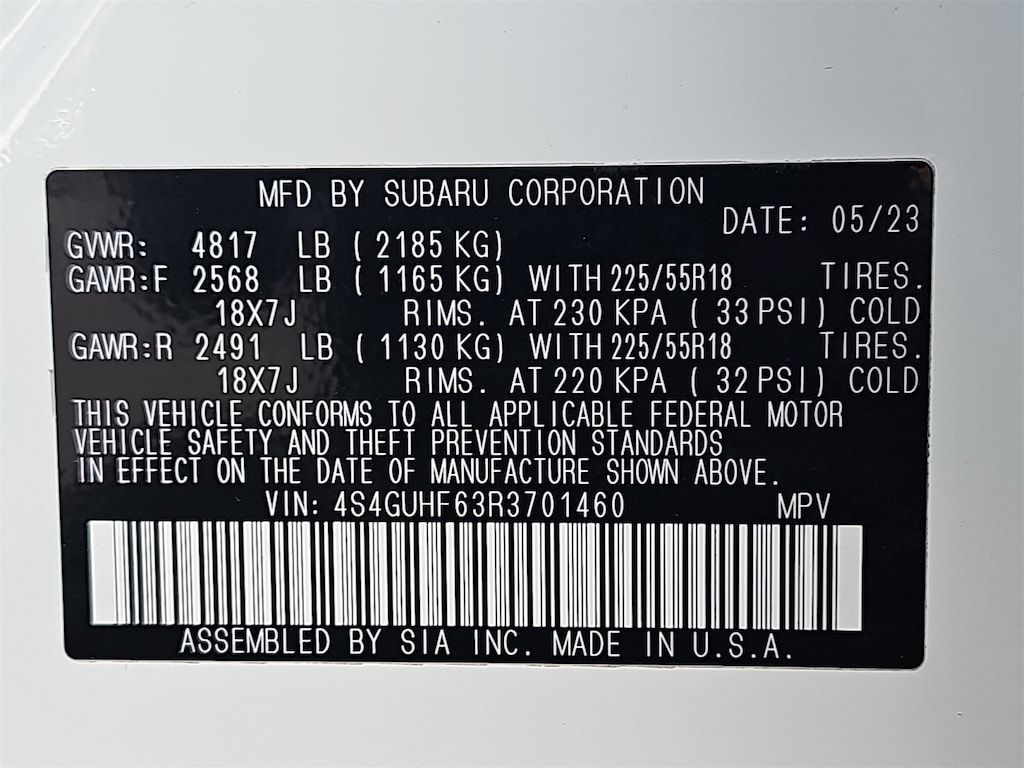 MFD BY SUBARU CORPORATION
DATE: 05/23
GVWR: 4817 LB ( 2185 KG)
GAWR:F 2568 LB ( 1165 KG) WITH 225/55R18 TIRES.
18X7J RIMS. AT 230 KPA ( 33 PSI) COLD
GAWR:R 2491 LB ( 1130 KG) WITH 225/55R18 TIRES.
18X7J RIMS. AT 220 KPA ( 32 PSI) COLD
THIS VEHICLE CONFORMS TO ALL APPLICABLE FEDERAL MOTOR
VEHICLE SAFETY AND THEFT PREVENTION STANDARDS
IN EFFECT ON THE DATE OF MANUFACTURE SHOWN ABOVE.
VIN: 4S4GUHF63R3701460 MPV
ASSEMBLED BY SIA INC. MADE IN U.S.A.